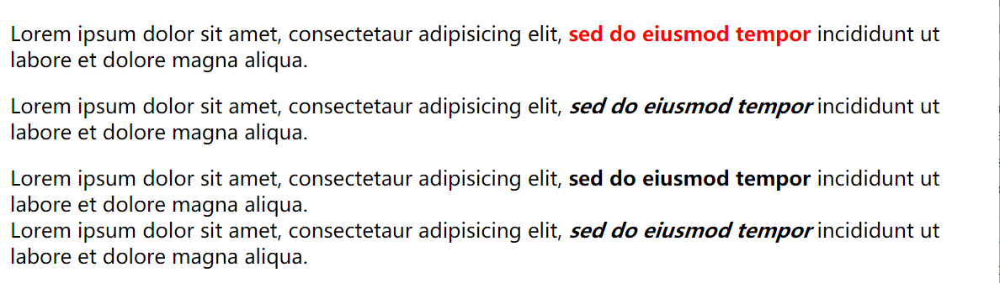 Lorem ipsum dolor sit amet, consectetaur adipisicing elit, sed do eiusmod tempor incididunt ut
labore et dolore magna aliqua.
Lorem ipsum dolor sit amet, consectetaur adipisicing elit, sed do eiusmod tempor incididunt ut
labore et dolore magna aliqua.
Lorem ipsum dolor sit amet, consectetaur adipisicing elit, sed do eiusmod tempor incididunt ut
labore et dolore magna aliqua.
Lorem ipsum dolor sit amet, consectetaur adipisicing elit, sed do eiusmod tempor incididunt ut
labore et dolore magna aliqua.